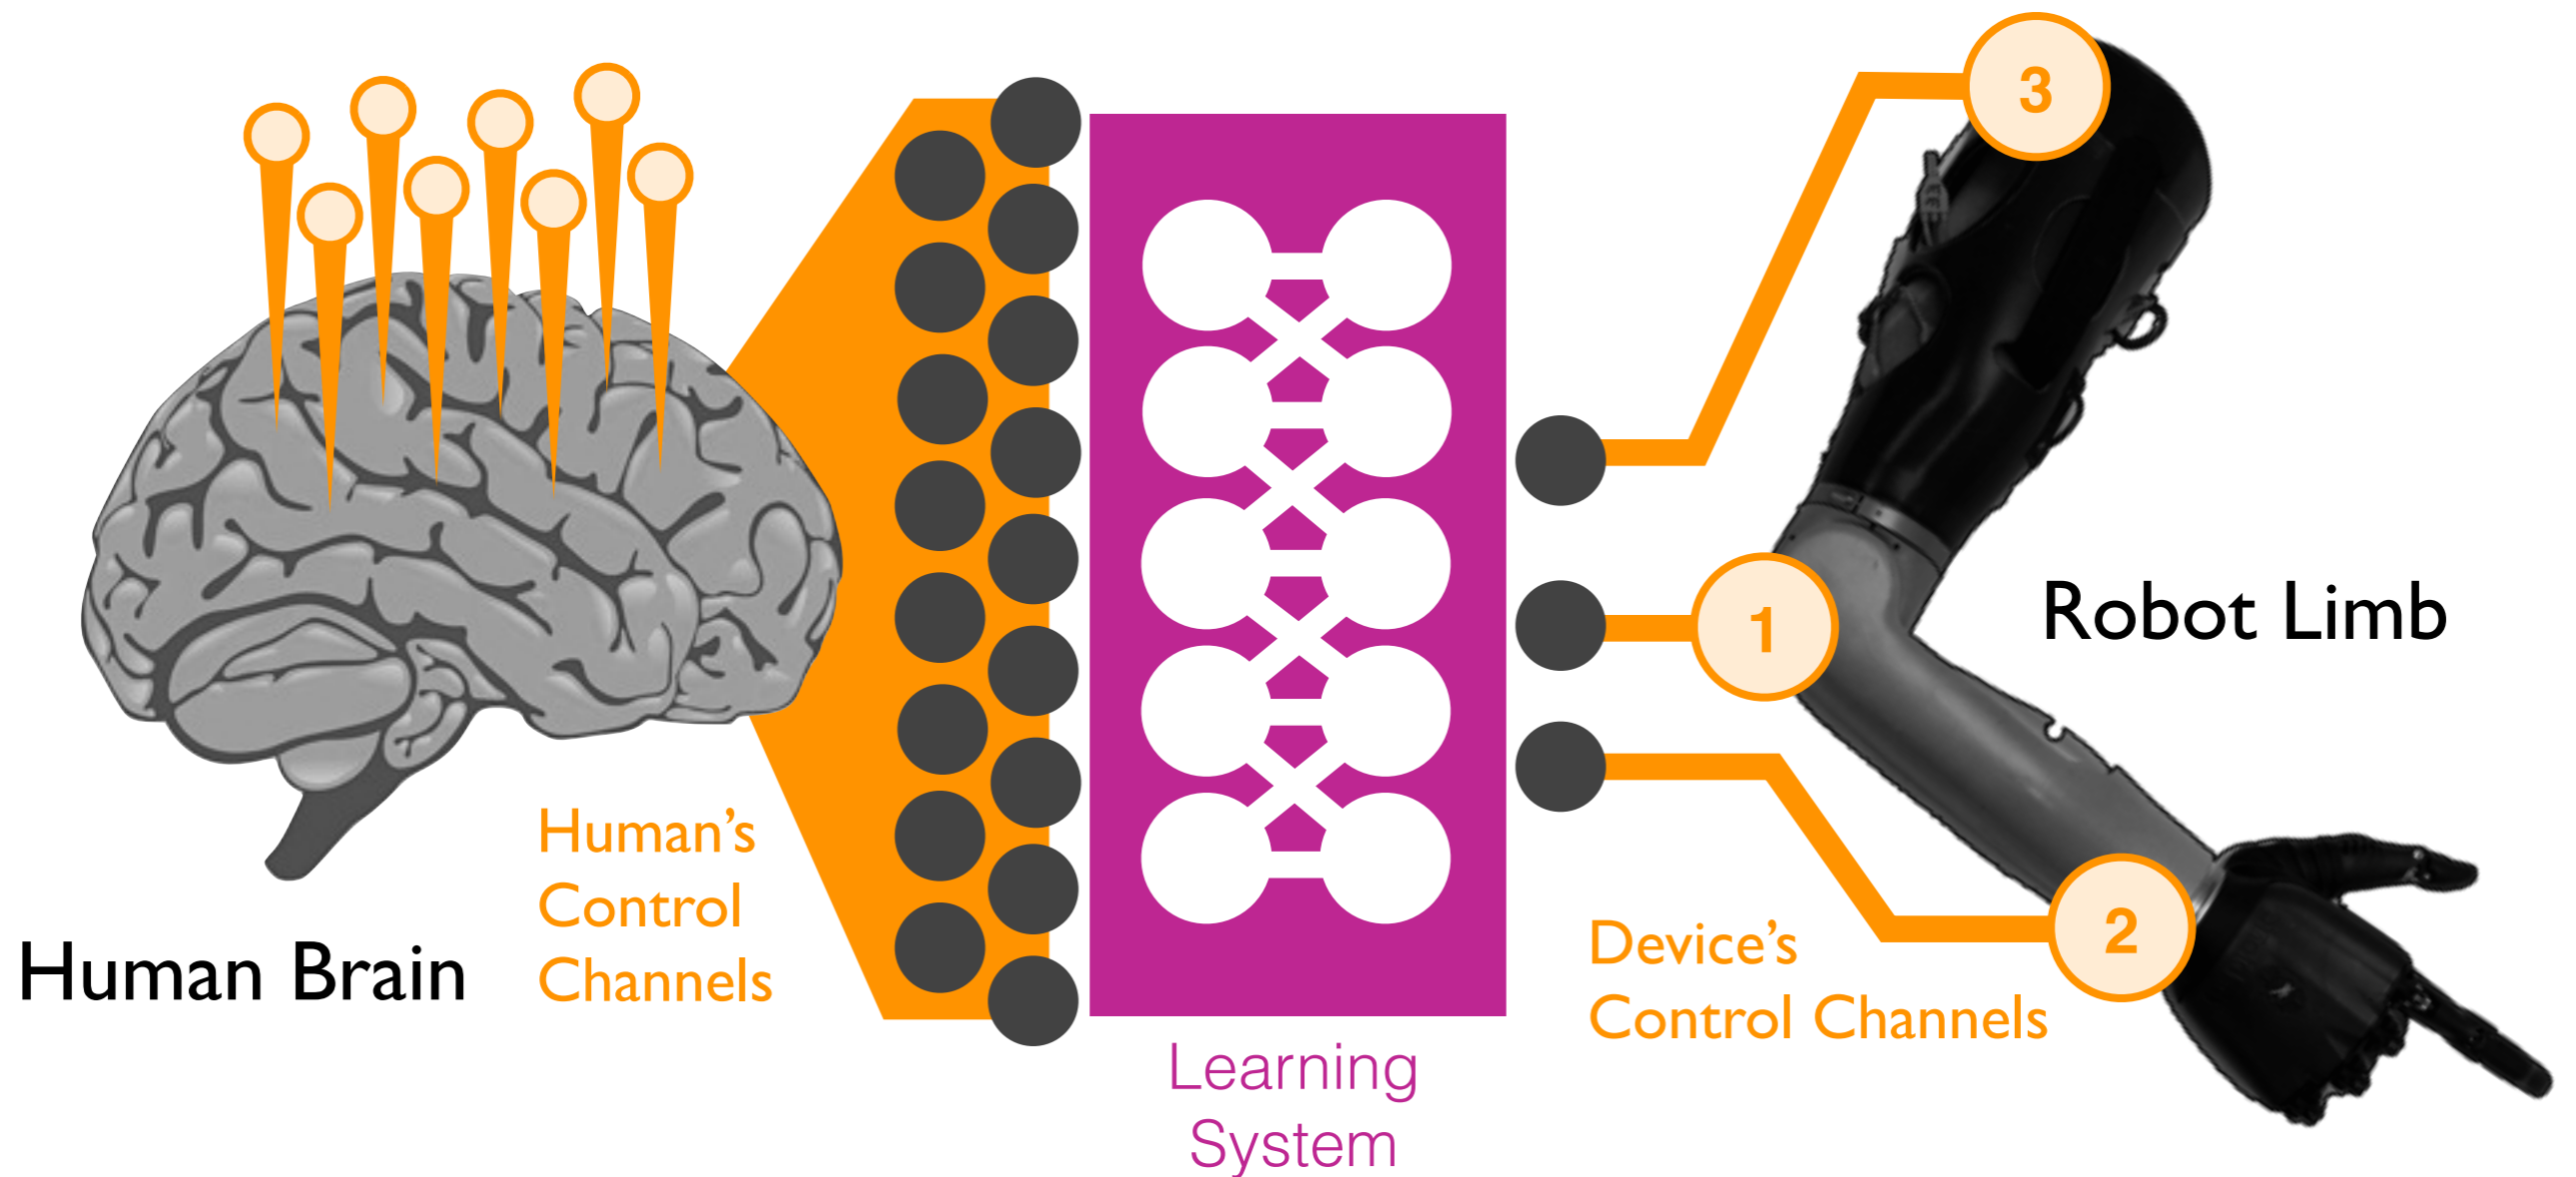 Human Brain
Human's
Control
Channels
Learning
System
Device's
Control Channels
Robot Limb
3
1
2